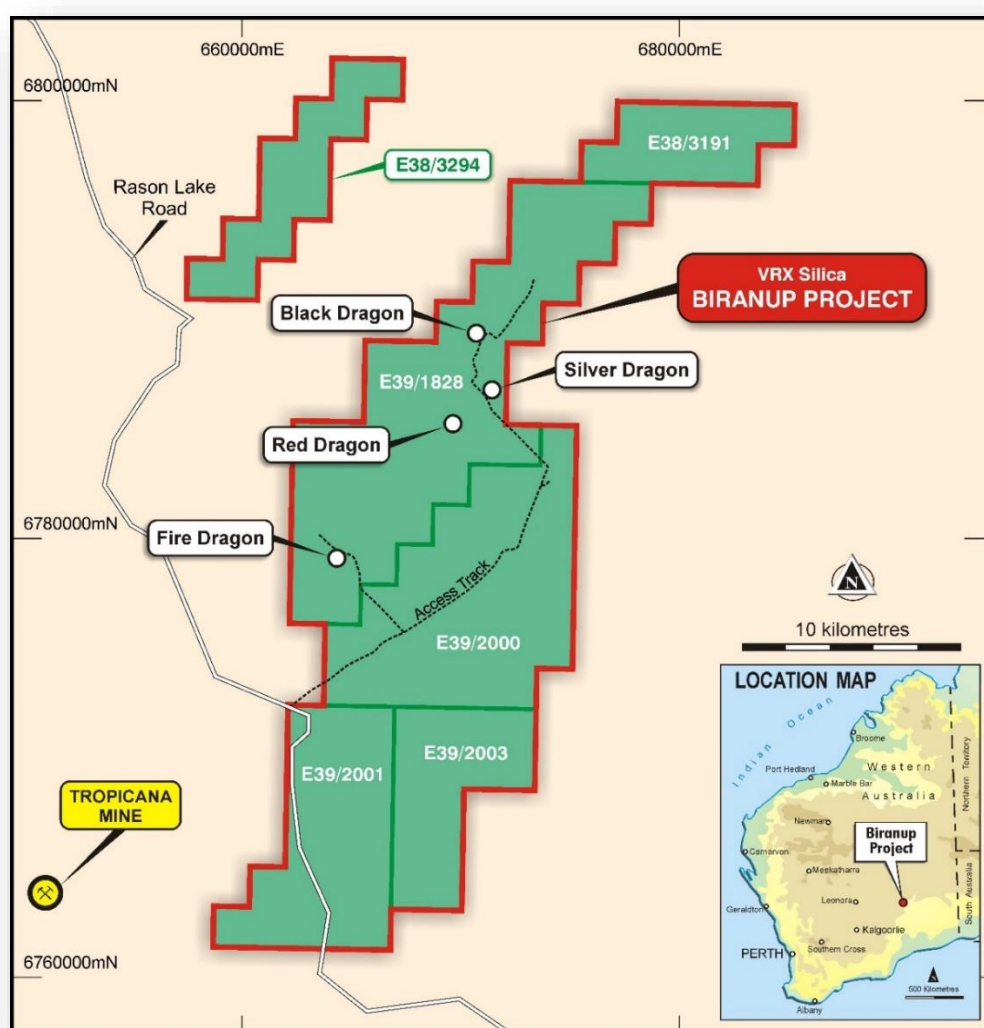 660000mE
680000mE
6800000mN
E38/3191
E38/3294
Rason Lake
Road
VRX Silica
BIRANUP PROJECT
Black Dragon
Silver Dragon
E39/1828
Red Dragon
6780000mN
Fire Dragon
Access Track
N
E39/2000
10 kilometres
E39/2001
E39/2003
TROPICANA
MINE
6760000mN
LOCATION MAP
Indian Ocean
Broome
Port Hedland
Marble Bar
Western
Australia
Northern Territory
Newman
Biranup
Project
Carnarvon
Meekatharra
South Australia
Geraldton
Leonora
Kalgoorlie
Southern Cross
PERTH
N
500 Kilometres
Albany